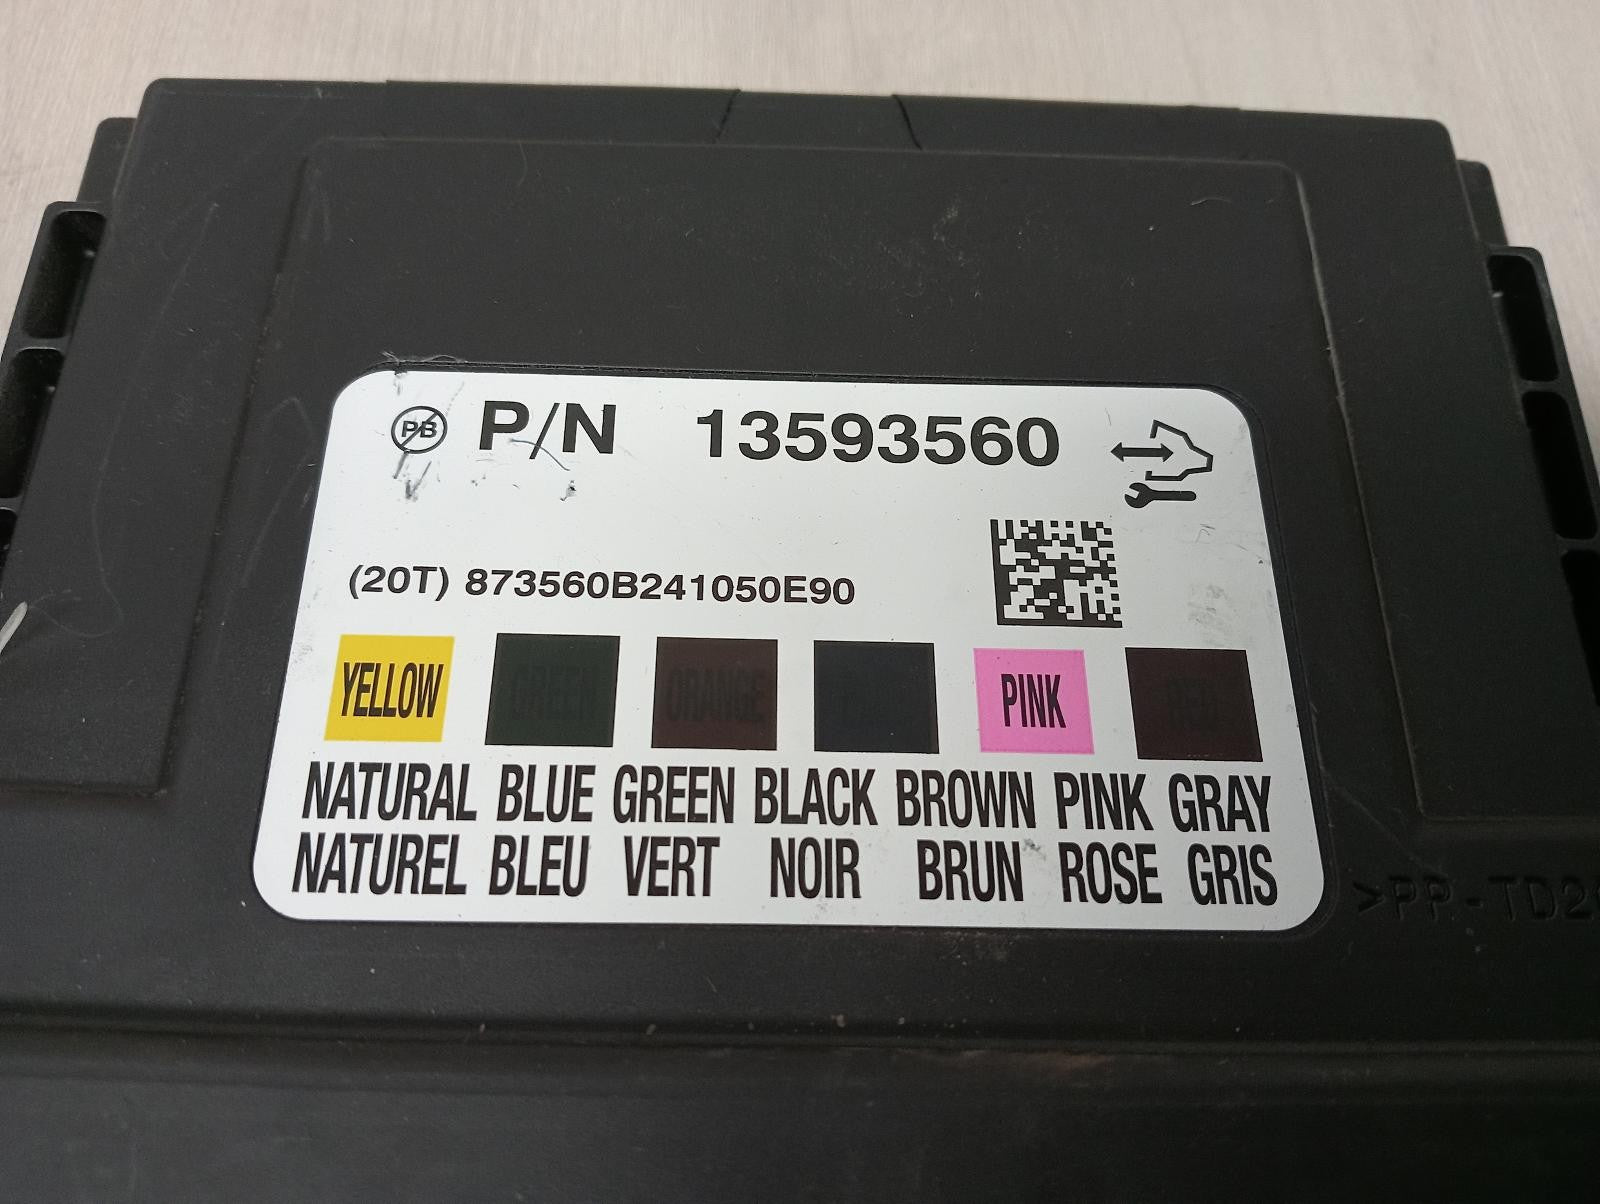 PB P/N 13593560
(20T) 873560B241050E90
YELLOW GREEN ORANGE PINK RED
NATURAL BLUE GREEN BLACK BROWN PINK GRAY
NATUREL BLEU VERT NOIR BRUN ROSE GRIS
>PP-TD2